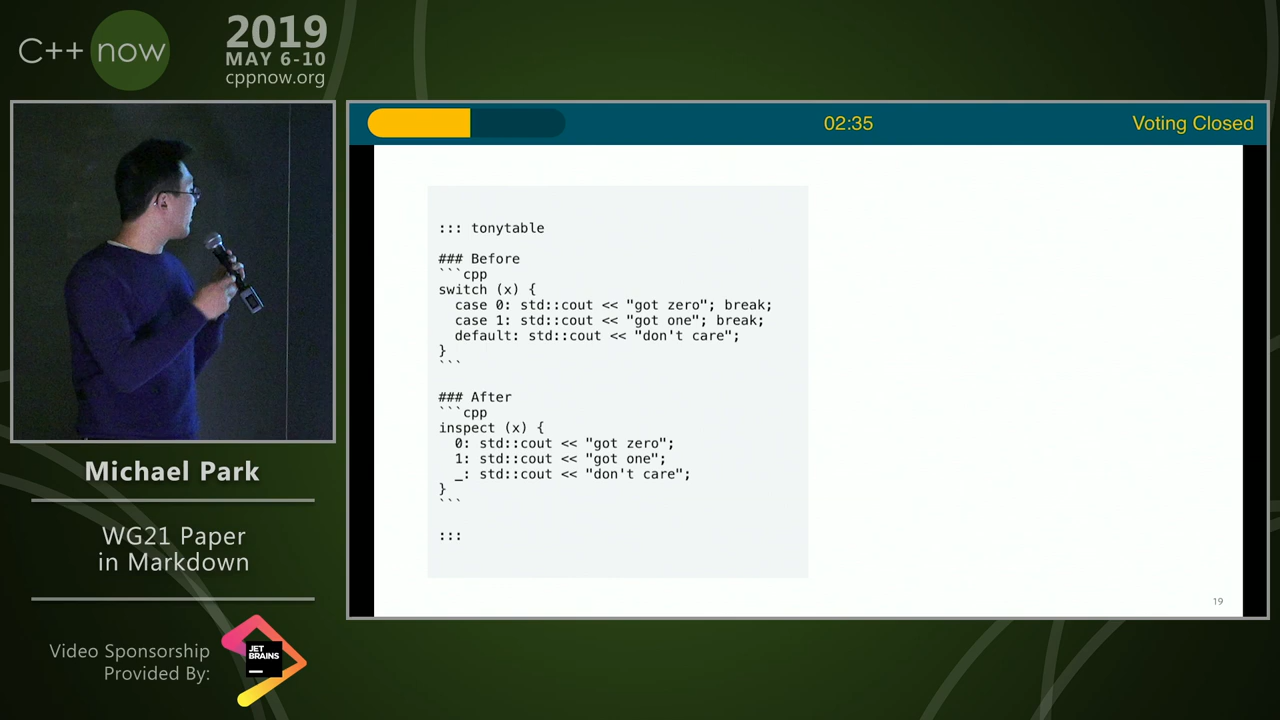 C++ now
2019
MAY 6-10
cppnow.org
02:35
Voting Closed
::: tonytable
### Before
```cpp
switch (x) {
  case 0: std::cout << "got zero"; break;
  case 1: std::cout << "got one"; break;
  default: std::cout << "don't care";
}
```
### After
```cpp
inspect (x) {
  0: std::cout << "got zero";
  1: std::cout << "got one";
  _: std::cout << "don't care";
}
```
:::
19
Michael Park
WG21 Paper
in Markdown
Video Sponsorship
Provided By:
JET
BRAINS